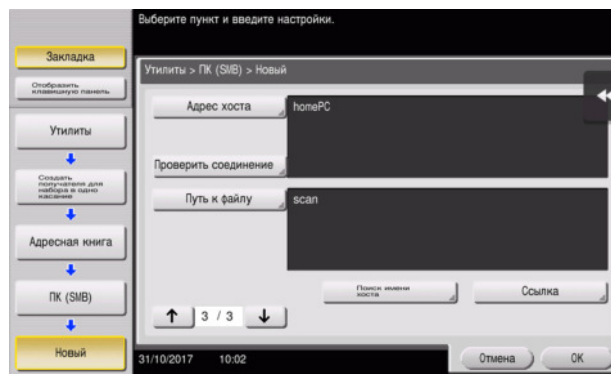 Выберите пункт и введите настройки.
Закладка
Отобразить
клавишную панель
Утилиты
Создать
получателя для
набора в одно
касание
Адресная книга
ПК (SMB)
Новый
Утилиты > ПК (SMB) > Новый
Адрес хоста
homePC
Проверить соединение
Путь к файлу
scan
Поиск имени
хоста
Ссылка
3 / 3
31/10/2017 10:02
Отмена
OK